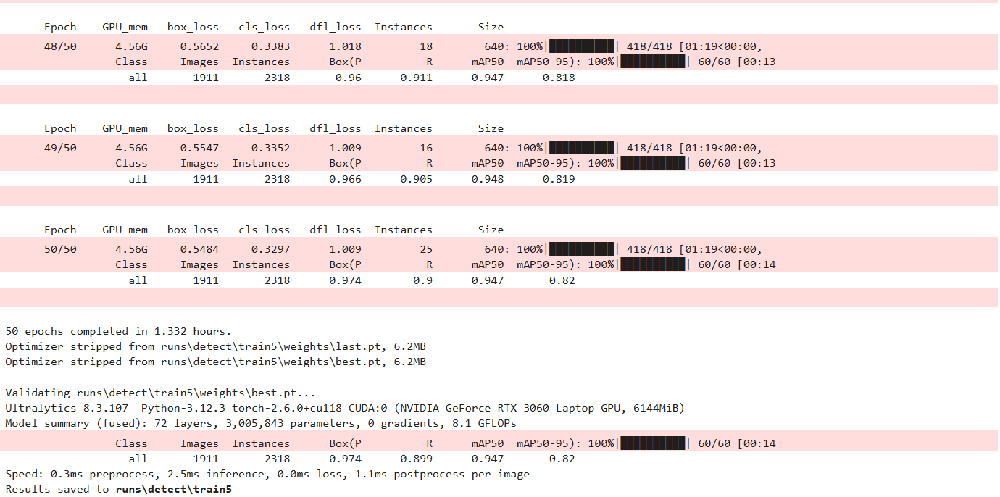 Epoch GPU_mem box_loss cls_loss dfl_loss Instances Size
48/50 4.56G 0.5652 0.3383 1.018 18 640: 100%|██████████| 418/418 [01:19<00:00,
Class Images Instances Box(P R mAP50 mAP50-95): 100%|██████████| 60/60 [00:13
all 1911 2318 0.96 0.911 0.947 0.818
Epoch GPU_mem box_loss cls_loss dfl_loss Instances Size
49/50 4.56G 0.5547 0.3352 1.009 16 640: 100%|██████████| 418/418 [01:19<00:00,
Class Images Instances Box(P R mAP50 mAP50-95): 100%|██████████| 60/60 [00:13
all 1911 2318 0.966 0.905 0.948 0.819
Epoch GPU_mem box_loss cls_loss dfl_loss Instances Size
50/50 4.56G 0.5484 0.3297 1.009 25 640: 100%|██████████| 418/418 [01:19<00:00,
Class Images Instances Box(P R mAP50 mAP50-95): 100%|██████████| 60/60 [00:14
all 1911 2318 0.974 0.9 0.947 0.82
50 epochs completed in 1.332 hours.
Optimizer stripped from runs\detect\train5\weights\last.pt, 6.2MB
Optimizer stripped from runs\detect\train5\weights\best.pt, 6.2MB
Validating runs\detect\train5\weights\best.pt...
Ultralytics 8.3.107 Python-3.12.3 torch-2.6.0+cu118 CUDA:0 (NVIDIA GeForce RTX 3060 Laptop GPU, 6144MiB)
Model summary (fused): 72 layers, 3,005,843 parameters, 0 gradients, 8.1 GFLOPs
Class Images Instances Box(P R mAP50 mAP50-95): 100%|██████████| 60/60 [00:14
all 1911 2318 0.974 0.899 0.947 0.82
Speed: 0.3ms preprocess, 2.5ms inference, 0.0ms loss, 1.1ms postprocess per image
Results saved to runs\detect\train5